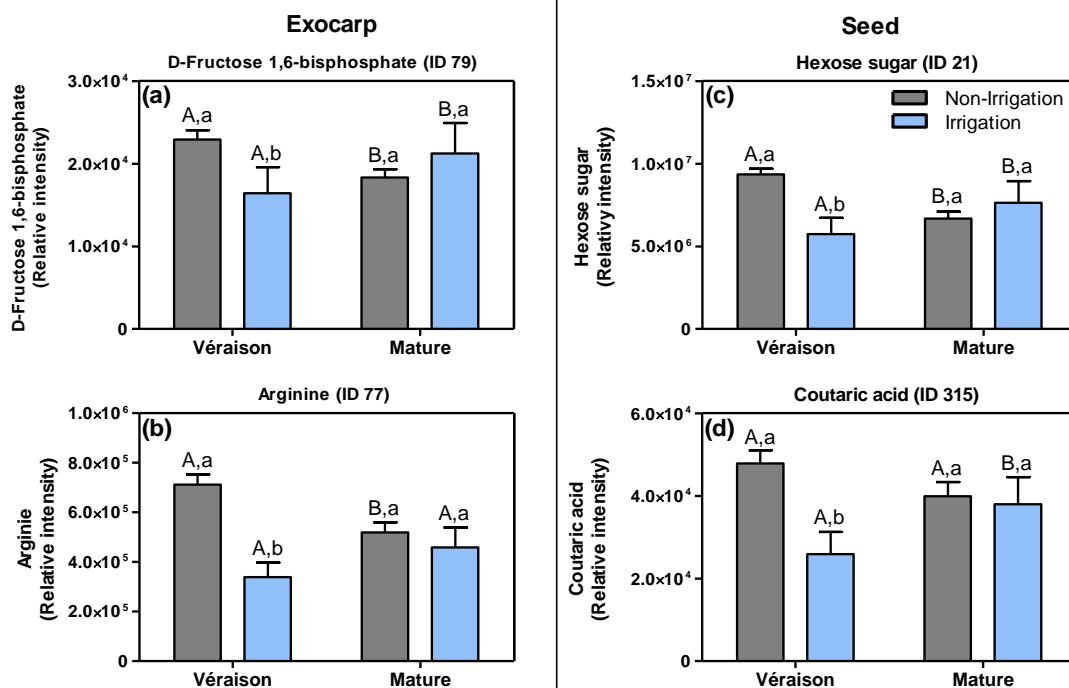 Exocarp
D-Fructose 1,6-bisphosphate (ID 79)
(a)
D-Fructose 1,6-bisphosphate
(Relative intensity)
3.0×10⁴
2.0×10⁴
1.0×10⁴
0
A,a
A,b
B,a
B,a
Véraison
Mature
Arginine (ID 77)
(b)
Arginie
(Relative intensity)
1.0×10⁶
8.0×10⁵
6.0×10⁵
4.0×10⁵
2.0×10⁵
0
A,a
A,b
B,a
A,a
Véraison
Mature
Seed
Hexose sugar (ID 21)
(c)
Non-Irrigation
Irrigation
Hexose sugar
(Relativy intensity)
1.5×10⁷
1.0×10⁷
5.0×10⁶
0
A,a
A,b
B,a
B,a
Véraison
Mature
Coutaric acid (ID 315)
(d)
Coutaric acid
(Relative intensity)
6.0×10⁴
4.0×10⁴
2.0×10⁴
0
A,a
A,b
A,a
B,a
Véraison
Mature